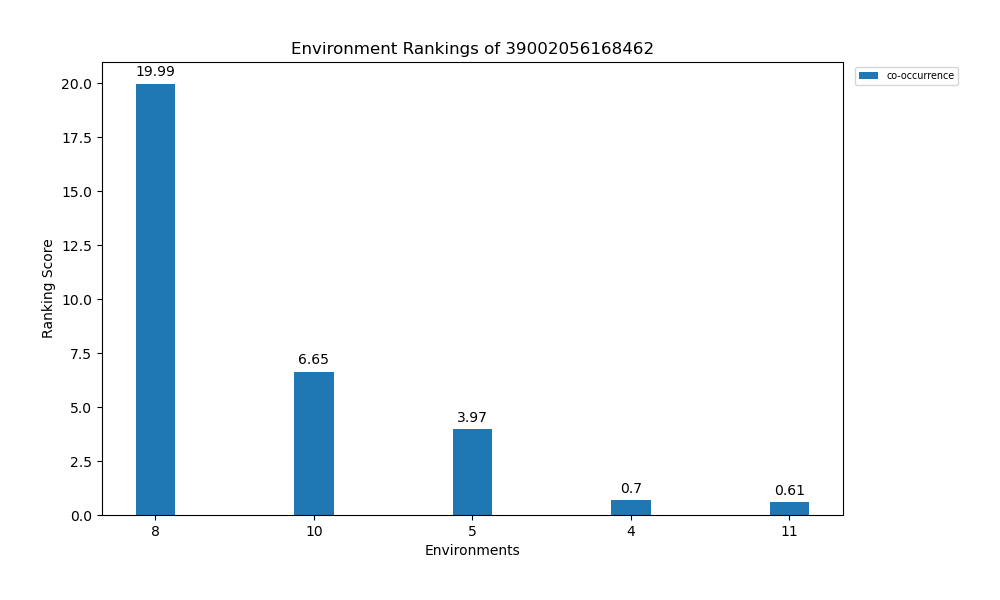 Environment Rankings of 39002056168462
co-occurrence
Ranking Score
20.0
17.5
15.0
12.5
10.0
7.5
5.0
2.5
0.0
19.99
6.65
3.97
0.7
0.61
8 10 5 4 11
Environments